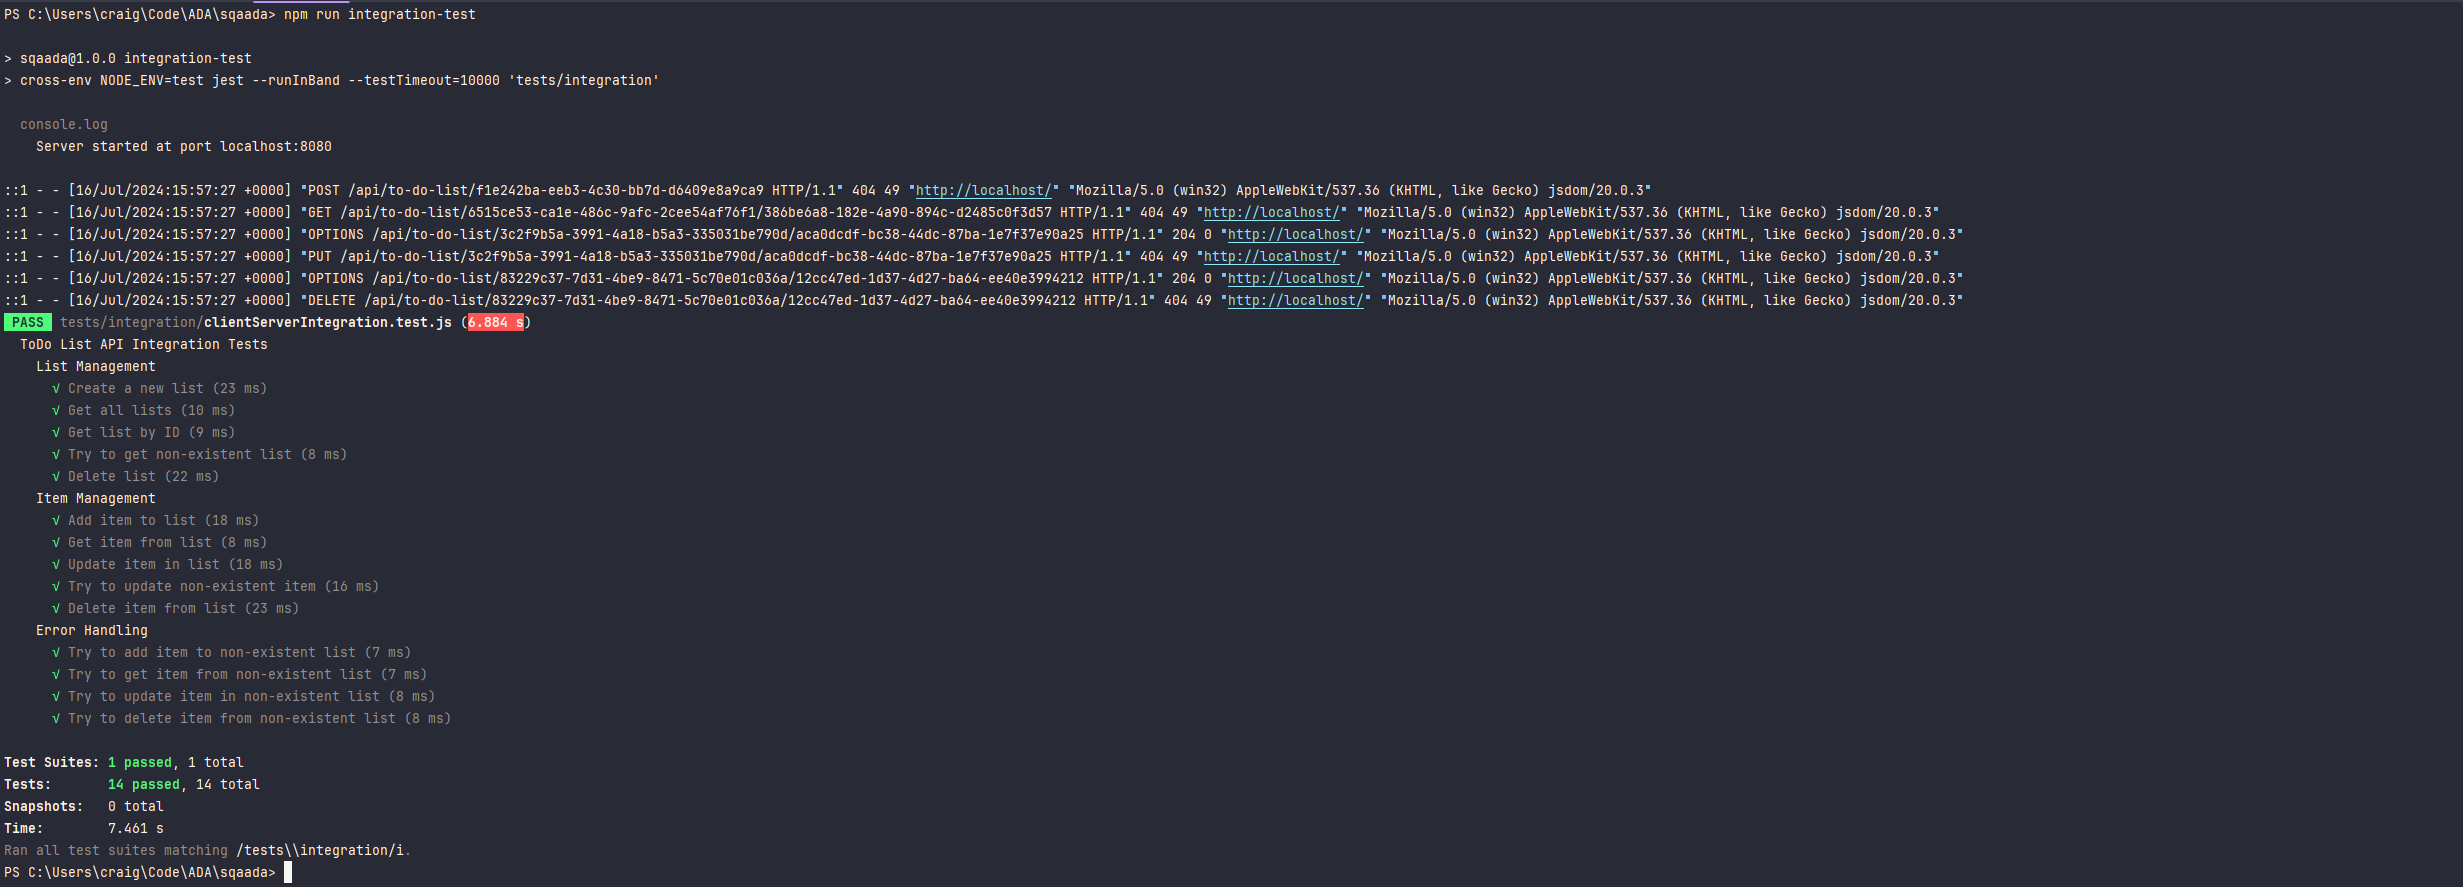 PS C:\Users\craig\Code\ADA\sqaada> npm run integration-test
> sqaada@1.0.0 integration-test
> cross-env NODE_ENV=test jest --runInBand --testTimeout=10000 'tests/integration'
console.log
Server started at port localhost:8080
::1 - - [16/Jul/2024:15:57:27 +0000] "POST /api/to-do-list/f1e242ba-eeb3-4c30-bb7d-d6409e8a9ca9 HTTP/1.1" 404 49 "http://localhost/" "Mozilla/5.0 (win32) AppleWebKit/537.36 (KHTML, like Gecko) jsdom/20.0.3"
::1 - - [16/Jul/2024:15:57:27 +0000] "GET /api/to-do-list/6515ce53-ca1e-486c-9afc-2cee54af76f1/386be6a8-182e-4a90-894c-d2485c0f3d57 HTTP/1.1" 404 49 "http://localhost/" "Mozilla/5.0 (win32) AppleWebKit/537.36 (KHTML, like Gecko) jsdom/20.0.3"
::1 - - [16/Jul/2024:15:57:27 +0000] "OPTIONS /api/to-do-list/3c2f9b5a-3991-4a18-b5a3-335031be790d/aca0dcdf-bc38-44dc-87ba-1e7f37e90a25 HTTP/1.1" 204 0 "http://localhost/" "Mozilla/5.0 (win32) AppleWebKit/537.36 (KHTML, like Gecko) jsdom/20.0.3"
::1 - - [16/Jul/2024:15:57:27 +0000] "PUT /api/to-do-list/3c2f9b5a-3991-4a18-b5a3-335031be790d/aca0dcdf-bc38-44dc-87ba-1e7f37e90a25 HTTP/1.1" 404 49 "http://localhost/" "Mozilla/5.0 (win32) AppleWebKit/537.36 (KHTML, like Gecko) jsdom/20.0.3"
::1 - - [16/Jul/2024:15:57:27 +0000] "OPTIONS /api/to-do-list/83229c37-7d31-4be9-8471-5c70e01c036a/12cc47ed-1d37-4d27-ba64-ee40e3994212 HTTP/1.1" 204 0 "http://localhost/" "Mozilla/5.0 (win32) AppleWebKit/537.36 (KHTML, like Gecko) jsdom/20.0.3"
::1 - - [16/Jul/2024:15:57:27 +0000] "DELETE /api/to-do-list/83229c37-7d31-4be9-8471-5c70e01c036a/12cc47ed-1d37-4d27-ba64-ee40e3994212 HTTP/1.1" 404 49 "http://localhost/" "Mozilla/5.0 (win32) AppleWebKit/537.36 (KHTML, like Gecko) jsdom/20.0.3"
PASS tests/integration/clientServerIntegration.test.js (6.884 s)
ToDo List API Integration Tests
List Management
√ Create a new list (23 ms)
√ Get all lists (10 ms)
√ Get list by ID (9 ms)
√ Try to get non-existent list (8 ms)
√ Delete list (22 ms)
Item Management
√ Add item to list (18 ms)
√ Get item from list (8 ms)
√ Update item in list (18 ms)
√ Try to update non-existent item (16 ms)
√ Delete item from list (23 ms)
Error Handling
√ Try to add item to non-existent list (7 ms)
√ Try to get item from non-existent list (7 ms)
√ Try to update item in non-existent list (8 ms)
√ Try to delete item from non-existent list (8 ms)
Test Suites: 1 passed, 1 total
Tests: 14 passed, 14 total
Snapshots: 0 total
Time: 7.461 s
Ran all test suites matching /tests\\integration/i.
PS C:\Users\craig\Code\ADA\sqaada>